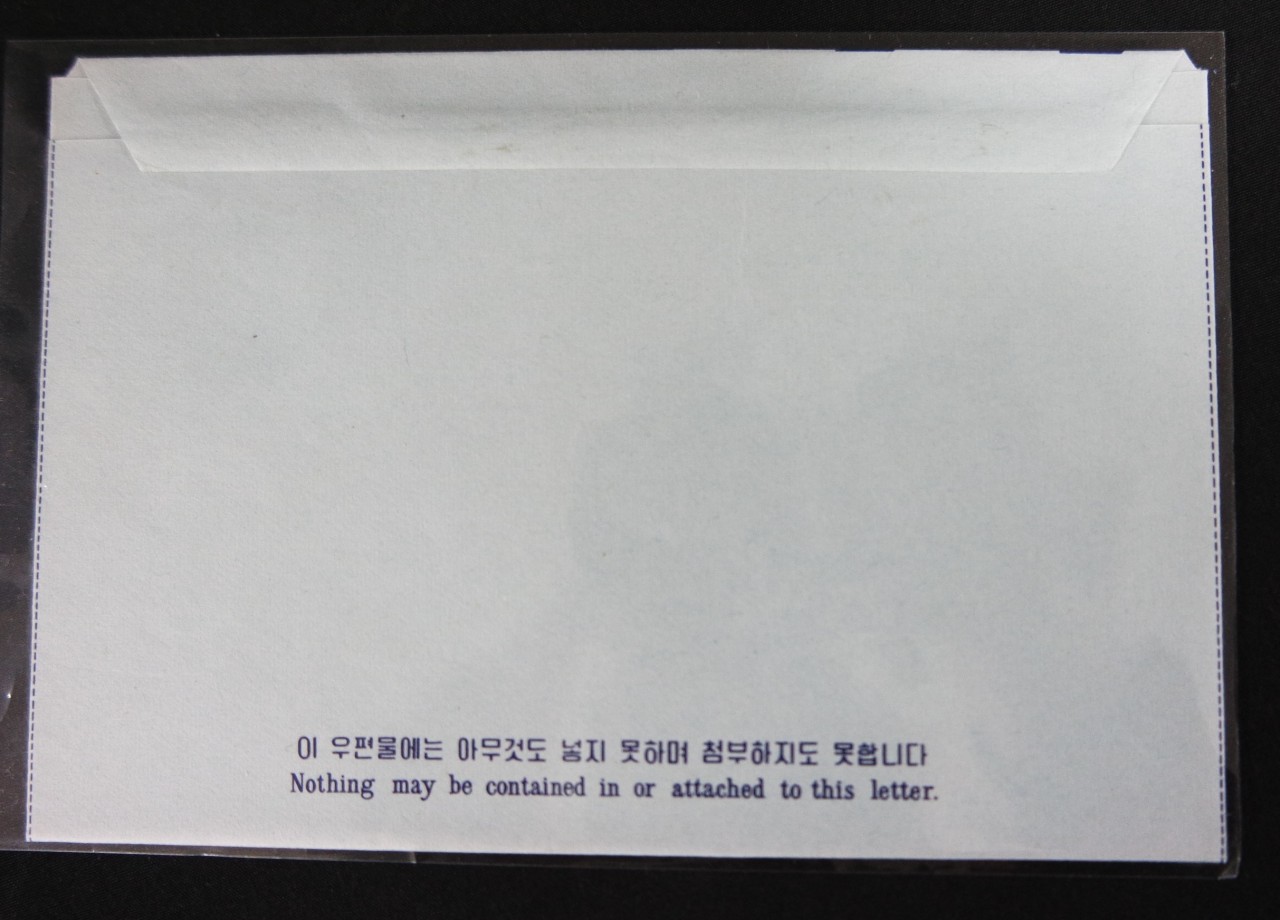 이 우편물에는 아무것도 넣지 못하며 첨부하지도 못합니다
Nothing may be contained in or attached to this letter.